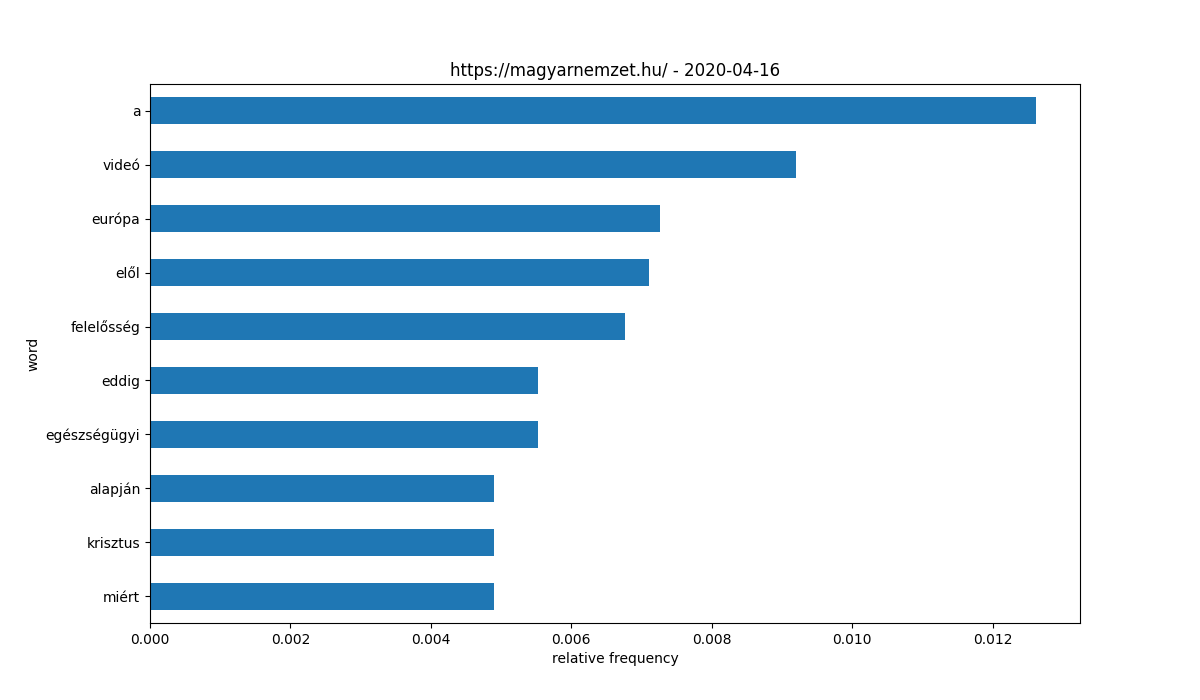 https://magyarnemzet.hu/ - 2020-04-16
a
videó
európa
elől
felelősség
eddig
egészségügyi
alapján
krisztus
miért
word
0.000 0.002 0.004 0.006 0.008 0.010 0.012
relative frequency